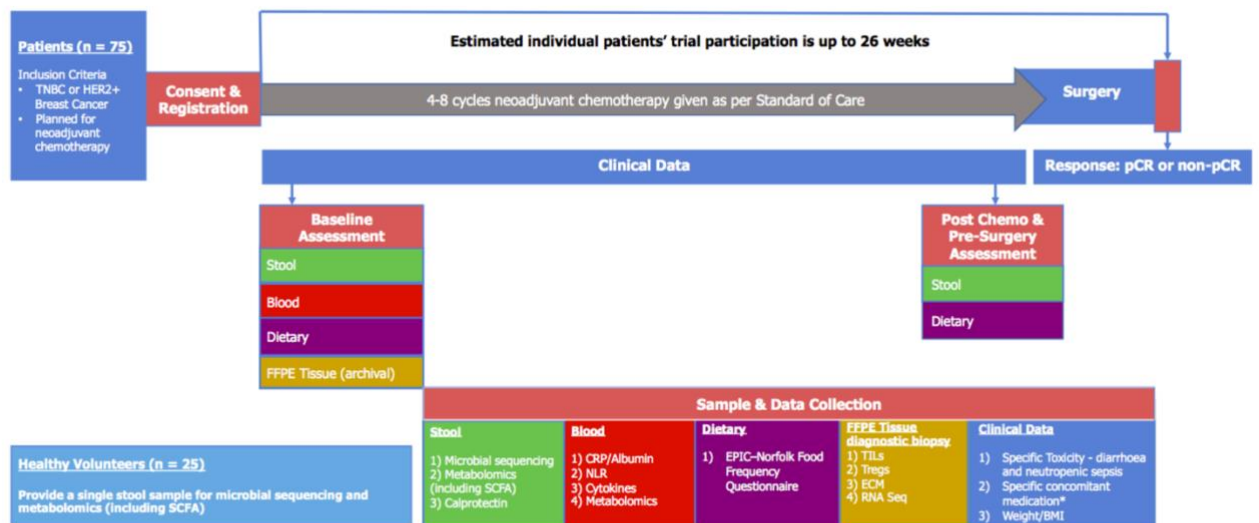 Patients (n = 75)
Inclusion Criteria
• TNBC or HER2+
Breast Cancer
• Planned for
neoadjuvant
chemotherapy
Consent &
Registration
Estimated individual patients' trial participation is up to 26 weeks
4-8 cycles neoadjuvant chemotherapy given as per Standard of Care
Surgery
Clinical Data
Response: pCR or non-pCR
Baseline
Assessment
Stool
Blood
Dietary
FFPE Tissue (archival)
Post Chemo &
Pre-Surgery
Assessment
Stool
Dietary
Sample & Data Collection
Stool
1) Microbial sequencing
2) Metabolomics
(including SCFA)
3) Calprotectin
Blood
1) CRP/Albumin
2) NLR
3) Cytokines
4) Metabolomics
Dietary
1) EPIC–Norfolk Food
Frequency
Questionnaire
FFPE Tissue
diagnostic biopsy
1) TILs
2) Tregs
3) ECM
4) RNA Seq
Clinical Data
1) Specific Toxicity - diarrhoea
and neutropenic sepsis
2) Specific concomitant
medication*
3) Weight/BMI
Healthy Volunteers (n = 25)
Provide a single stool sample for microbial sequencing and
metabolomics (including SCFA)